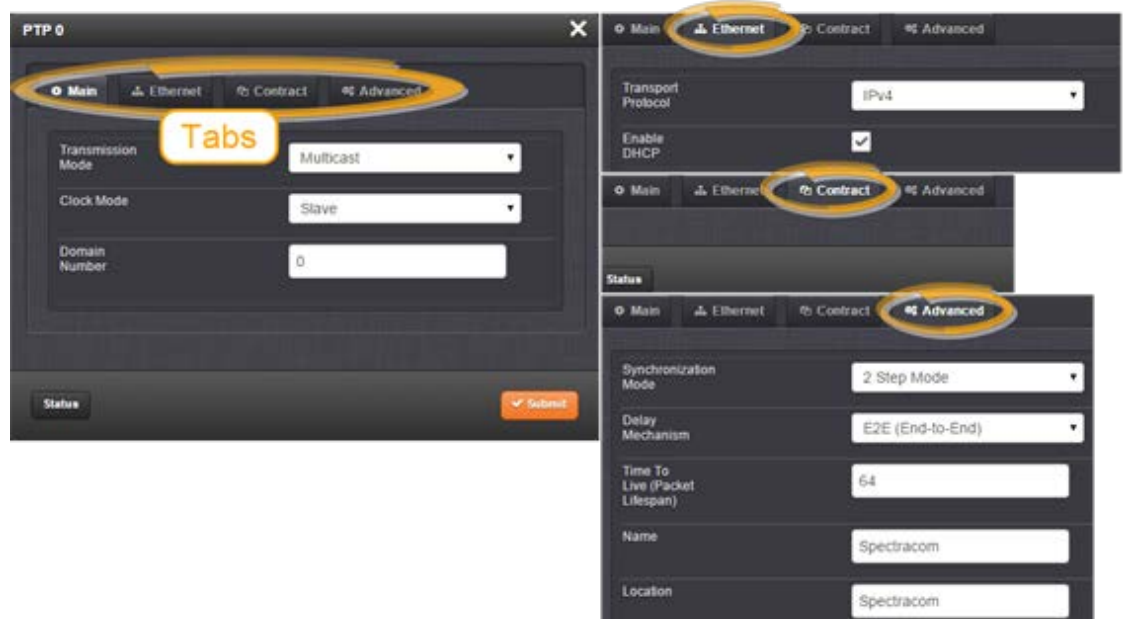 PTP 0
Main Ethernet Contract Advanced
Tabs
Transmission
Mode
Multicast
Clock Mode
Slave
Domain
Number
0
Status
Submit
Main Ethernet Contract Advanced
Transport
Protocol
IPv4
Enable
DHCP
Main Ethernet Contract Advanced
Status
Main Ethernet Contract Advanced
Synchronization
Mode
2 Step Mode
Delay
Mechanism
E2E (End-to-End)
Time To
Live (Packet
Lifespan)
64
Name
Spectracom
Location
Spectracom